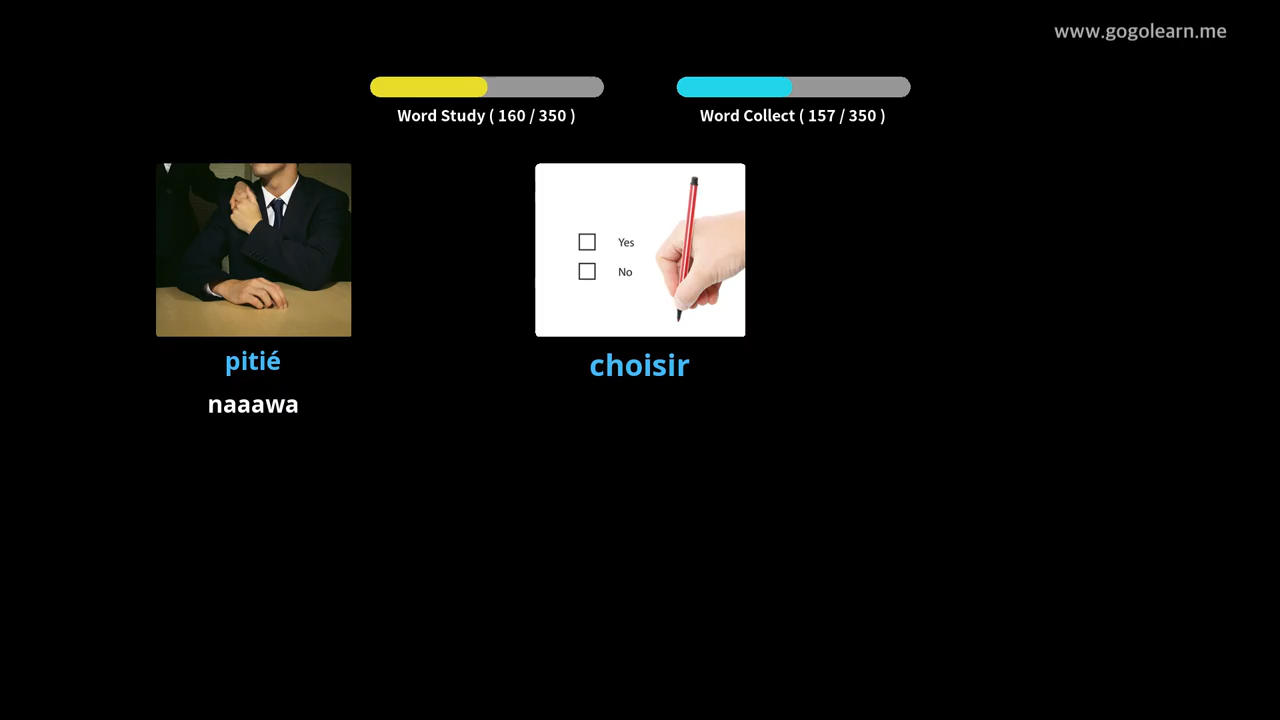 www.gogolearn.me
Word Study ( 160 / 350 )
Word Collect ( 157 / 350 )
Yes
No
pitié
choisir
naaawa